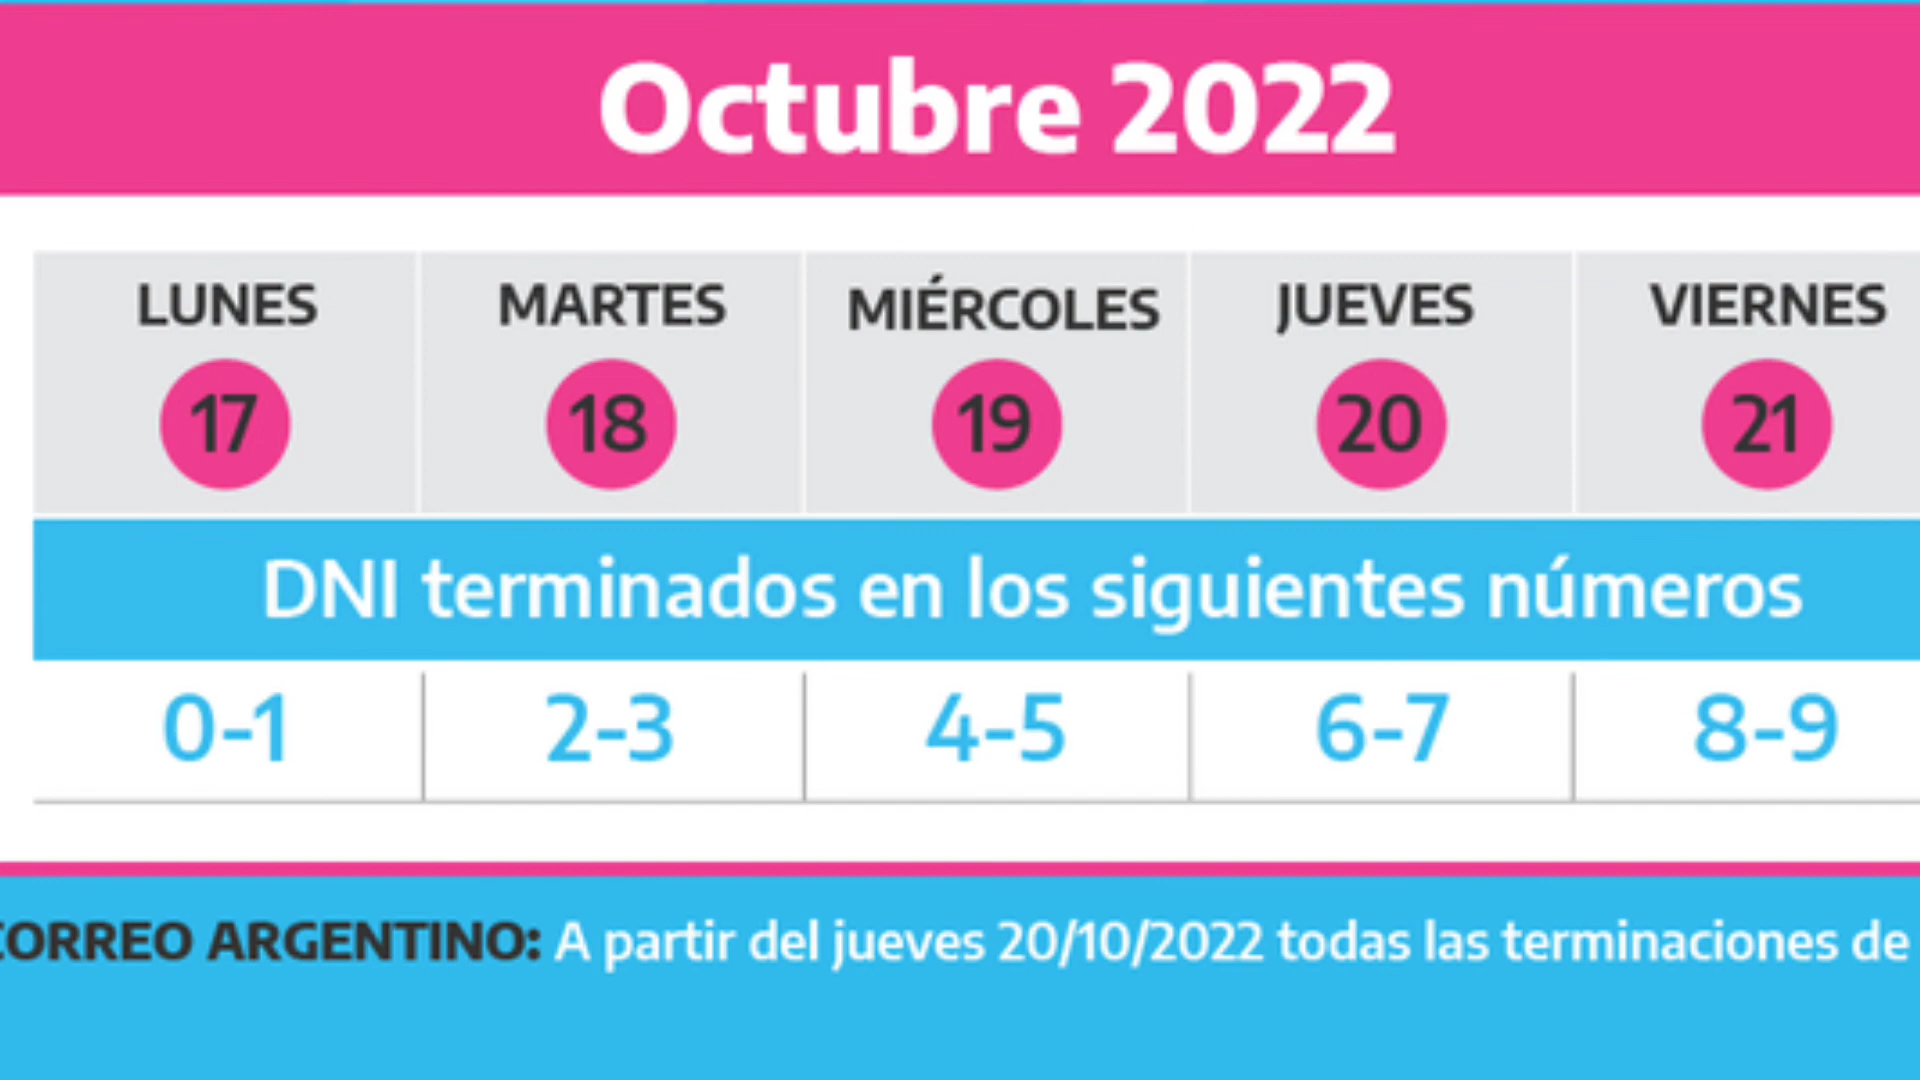 Octubre 2022
LUNES MARTES MIÉRCOLES JUEVES VIERNES
17 18 19 20 21
DNI terminados en los siguientes números
0-1 2-3 4-5 6-7 8-9
CORREO ARGENTINO: A partir del jueves 20/10/2022 todas las terminaciones de